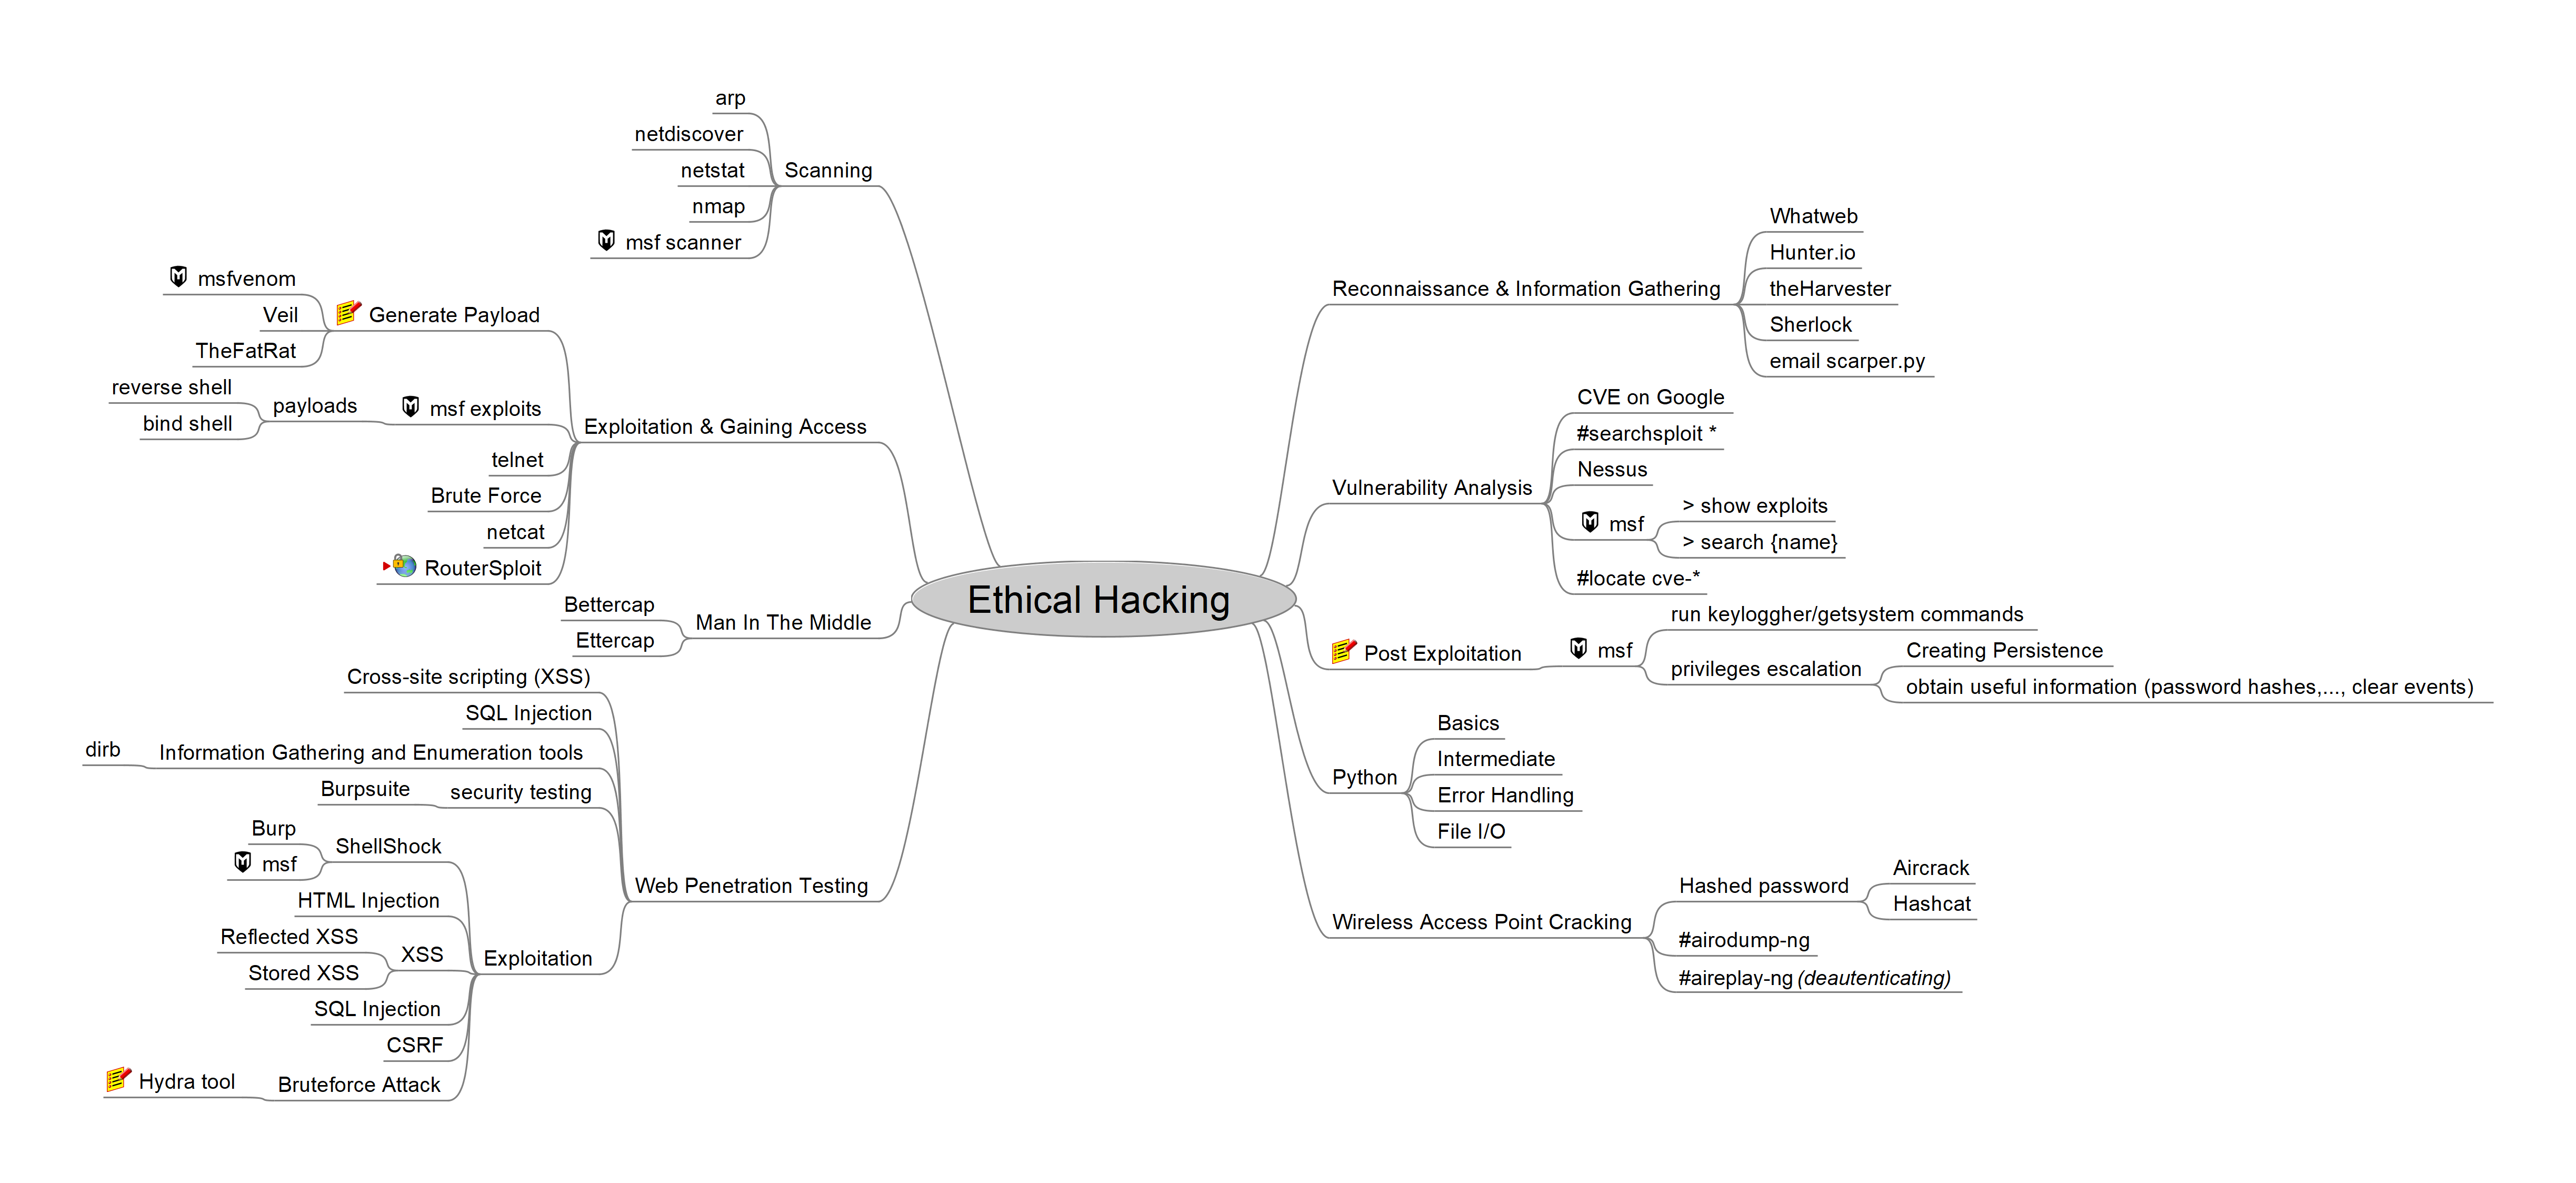 Ethical Hacking
Scanning
arp
netdiscover
netstat
nmap
msf scanner
Exploitation & Gaining Access
Generate Payload
msfvenom
Veil
TheFatRat
msf exploits
payloads
reverse shell
bind shell
telnet
Brute Force
netcat
RouterSploit
Man In The Middle
Bettercap
Ettercap
Web Penetration Testing
Cross-site scripting (XSS)
SQL Injection
Information Gathering and Enumeration tools
dirb
security testing
Burpsuite
Exploitation
ShellShock
Burp
msf
HTML Injection
XSS
Reflected XSS
Stored XSS
SQL Injection
CSRF
Bruteforce Attack
Hydra tool
Reconnaissance & Information Gathering
Whatweb
Hunter.io
theHarvester
Sherlock
email scarper.py
Vulnerability Analysis
CVE on Google
#searchsploit *
Nessus
msf
> show exploits
> search {name}
#locate cve-*
Post Exploitation
msf
run keyloggher/getsystem commands
privileges escalation
Creating Persistence
obtain useful information (password hashes,..., clear events)
Python
Basics
Intermediate
Error Handling
File I/O
Wireless Access Point Cracking
Hashed password
Aircrack
Hashcat
#airodump-ng
#aireplay-ng (deautenticating)